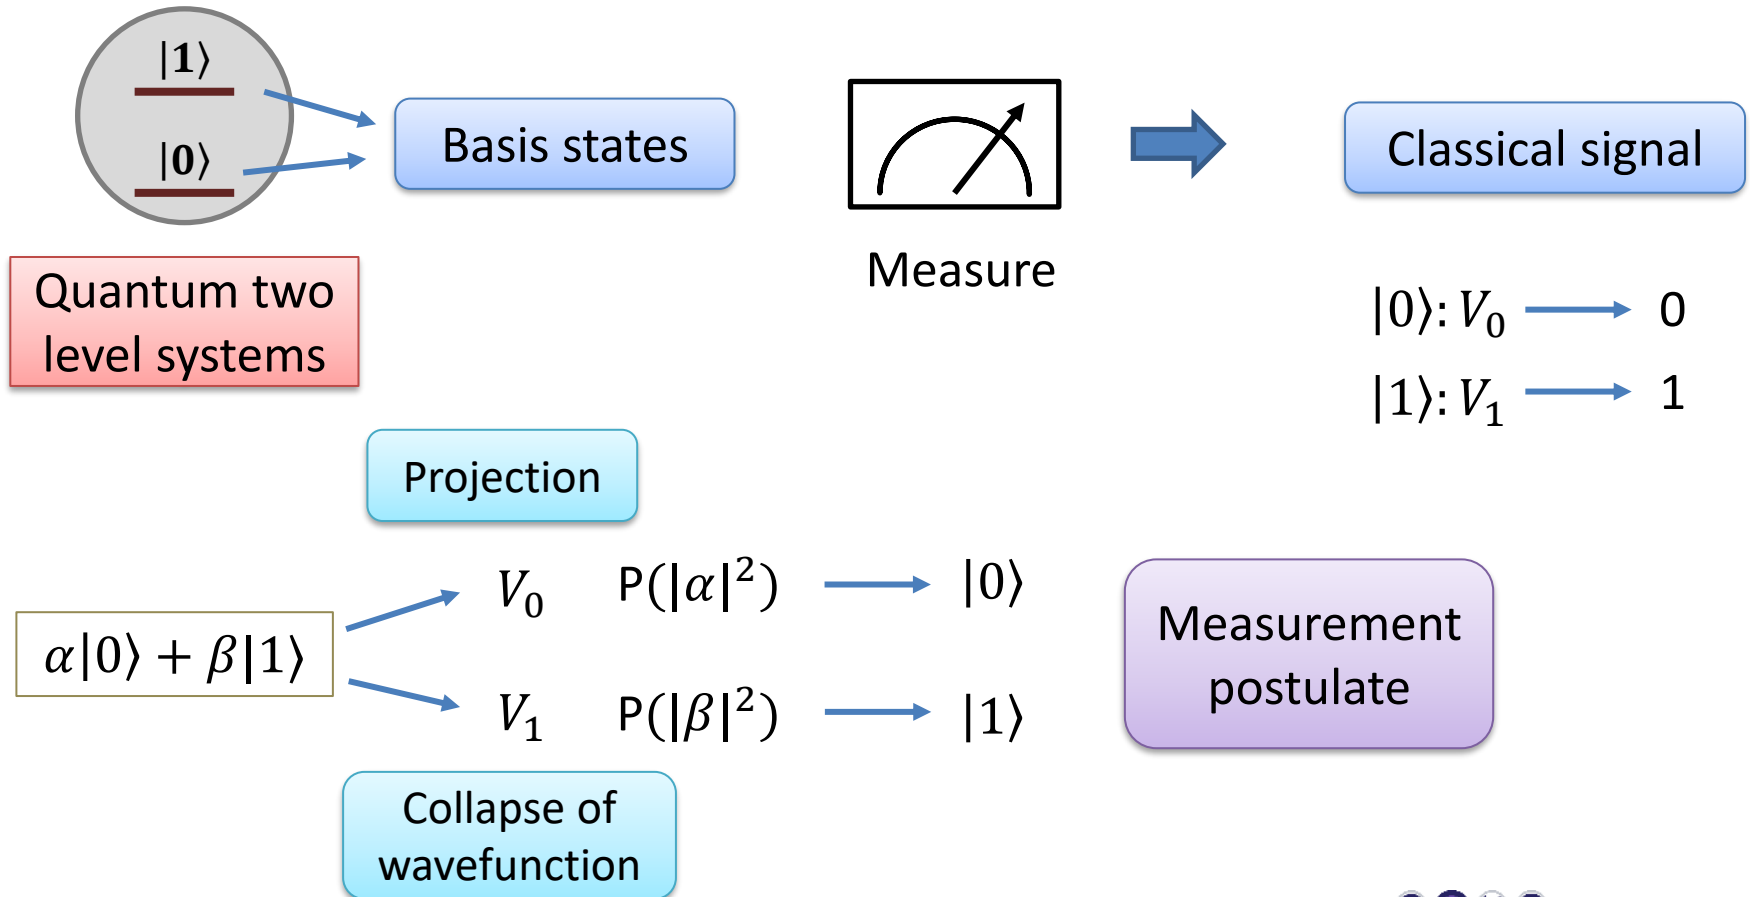 |1⟩
|0⟩
Basis states
Measure
Classical signal
Quantum two
level systems
|0⟩: V₀ → 0
|1⟩: V₁ → 1
Projection
α|0⟩ + β|1⟩
V₀ P(|α|²) → |0⟩
V₁ P(|β|²) → |1⟩
Measurement
postulate
Collapse of
wavefunction